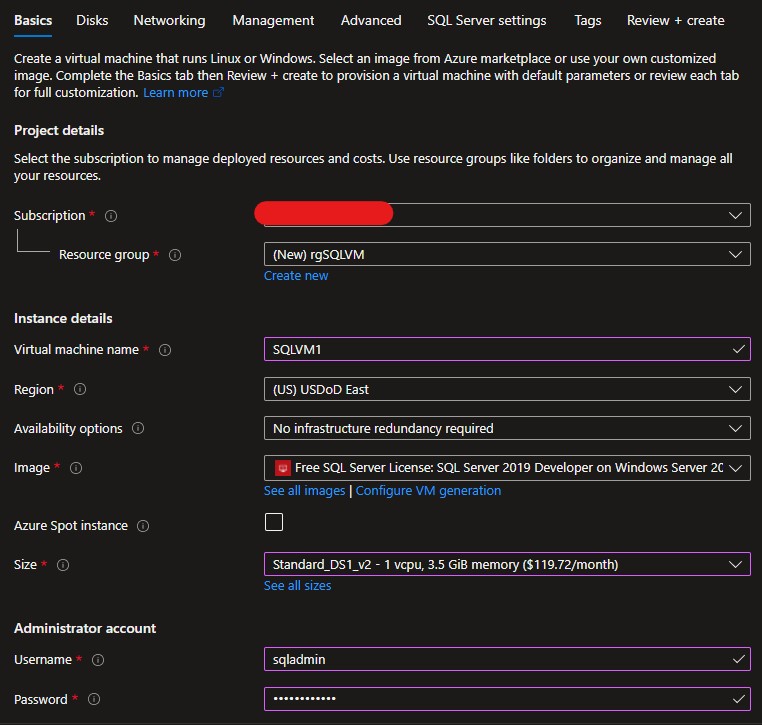 Basics Disks Networking Management Advanced SQL Server settings Tags Review + create
Create a virtual machine that runs Linux or Windows. Select an image from Azure marketplace or use your own customized
image. Complete the Basics tab then Review + create to provision a virtual machine with default parameters or review each tab
for full customization. Learn more
Project details
Select the subscription to manage deployed resources and costs. Use resource groups like folders to organize and manage all
your resources.
Subscription *
Resource group * (New) rgSQLVM
Create new
Instance details
Virtual machine name * SQLVM1
Region * (US) USDoD East
Availability options No infrastructure redundancy required
Image * Free SQL Server License: SQL Server 2019 Developer on Windows Server 20
See all images | Configure VM generation
Azure Spot instance
Size * Standard_DS1_v2 - 1 vcpu, 3.5 GiB memory ($119.72/month)
See all sizes
Administrator account
Username * sqladmin
Password * ••••••••••••